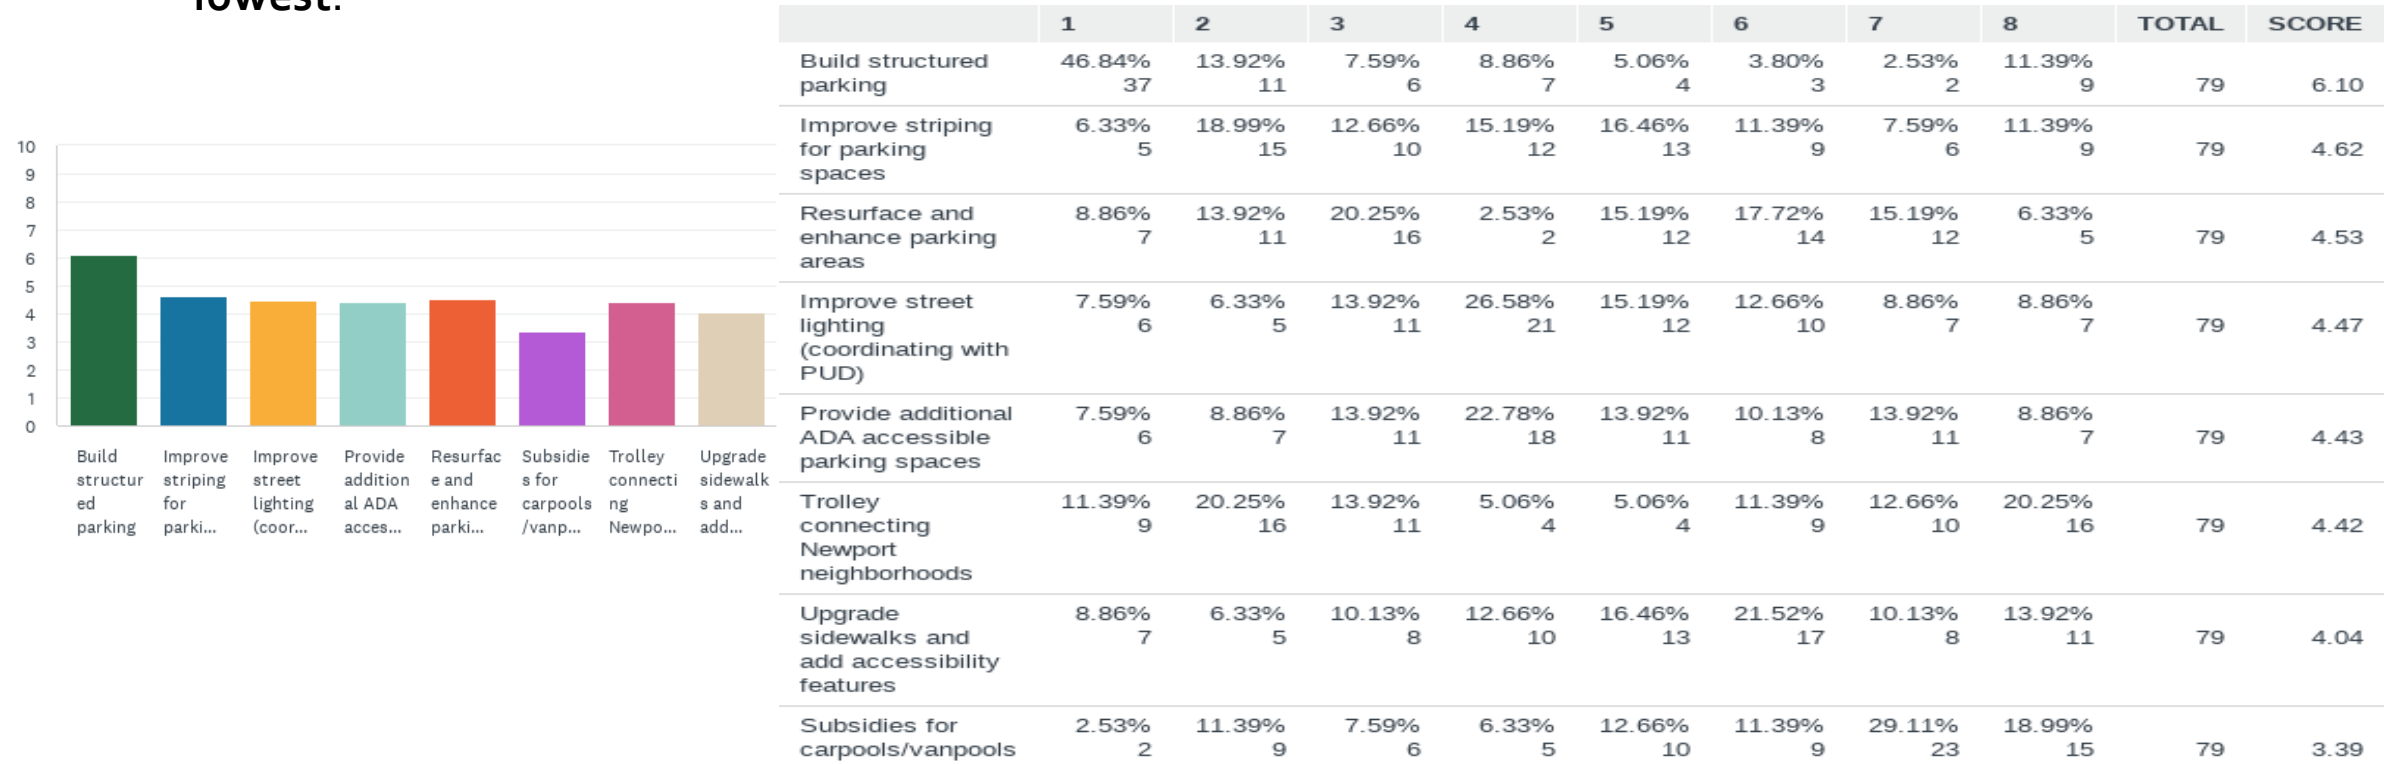 lowest.
10
9
8
7
6
5
4
3
2
1
0
Build structur ed parking
Improve striping for parki...
Improve street lighting (coor...
Provide addition al ADA acces...
Resurfac e and enhance parki...
Subsidie s for carpools /vanp...
Trolley connecti ng Newpo...
Upgrade sidewalk s and add...
1 2 3 4 5 6 7 8 TOTAL SCORE
Build structured 46.84% 13.92% 7.59% 8.86% 5.06% 3.80% 2.53% 11.39%
parking 37 11 6 7 4 3 2 9 79 6.10
Improve striping 6.33% 18.99% 12.66% 15.19% 16.46% 11.39% 7.59% 11.39%
for parking 5 15 10 12 13 9 6 9 79 4.62
spaces
Resurface and 8.86% 13.92% 20.25% 2.53% 15.19% 17.72% 15.19% 6.33%
enhance parking 7 11 16 2 12 14 12 5 79 4.53
areas
Improve street 7.59% 6.33% 13.92% 26.58% 15.19% 12.66% 8.86% 8.86%
lighting 6 5 11 21 12 10 7 7 79 4.47
(coordinating with
PUD)
Provide additional 7.59% 8.86% 13.92% 22.78% 13.92% 10.13% 13.92% 8.86%
ADA accessible 6 7 11 18 11 8 11 7 79 4.43
parking spaces
Trolley 11.39% 20.25% 13.92% 5.06% 5.06% 11.39% 12.66% 20.25%
connecting 9 16 11 4 4 9 10 16 79 4.42
Newport
neighborhoods
Upgrade 8.86% 6.33% 10.13% 12.66% 16.46% 21.52% 10.13% 13.92%
sidewalks and 7 5 8 10 13 17 8 11 79 4.04
add accessibility
features
Subsidies for 2.53% 11.39% 7.59% 6.33% 12.66% 11.39% 29.11% 18.99%
carpools/vanpools 2 9 6 5 10 9 23 15 79 3.39